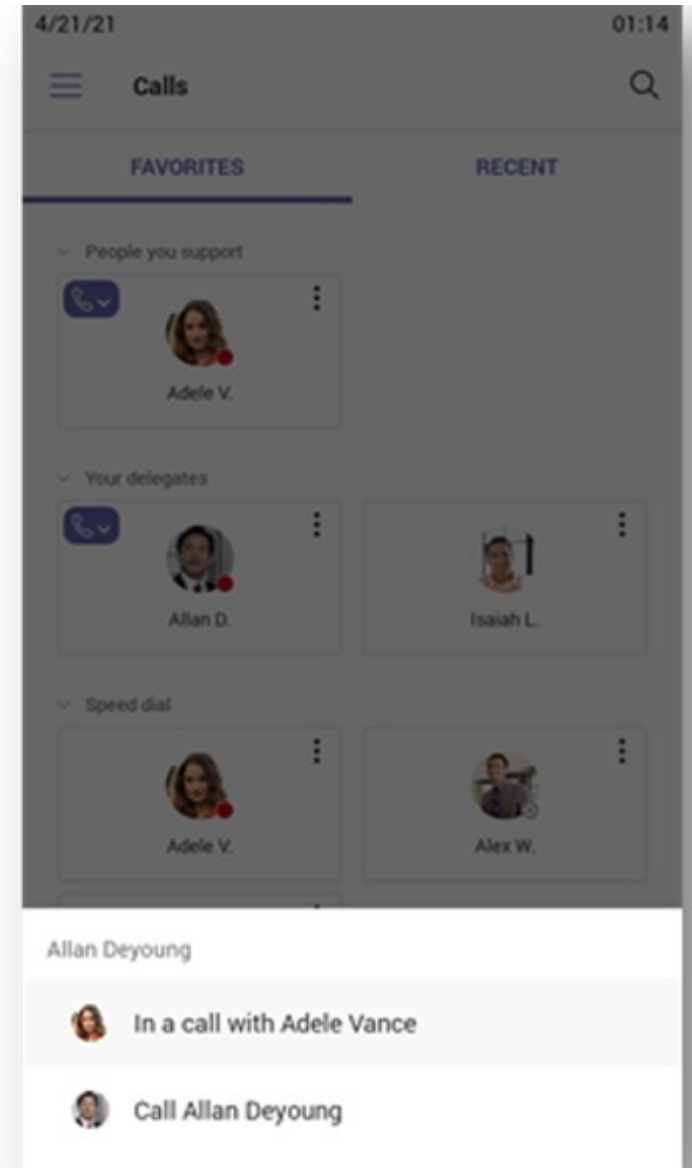 4/21/21 01:14
Calls
FAVORITES RECENT
People you support
Adele V.
Your delegates
Allan D. Isaiah L.
Speed dial
Adele V. Alex W.
Allan Deyoung
In a call with Adele Vance
Call Allan Deyoung